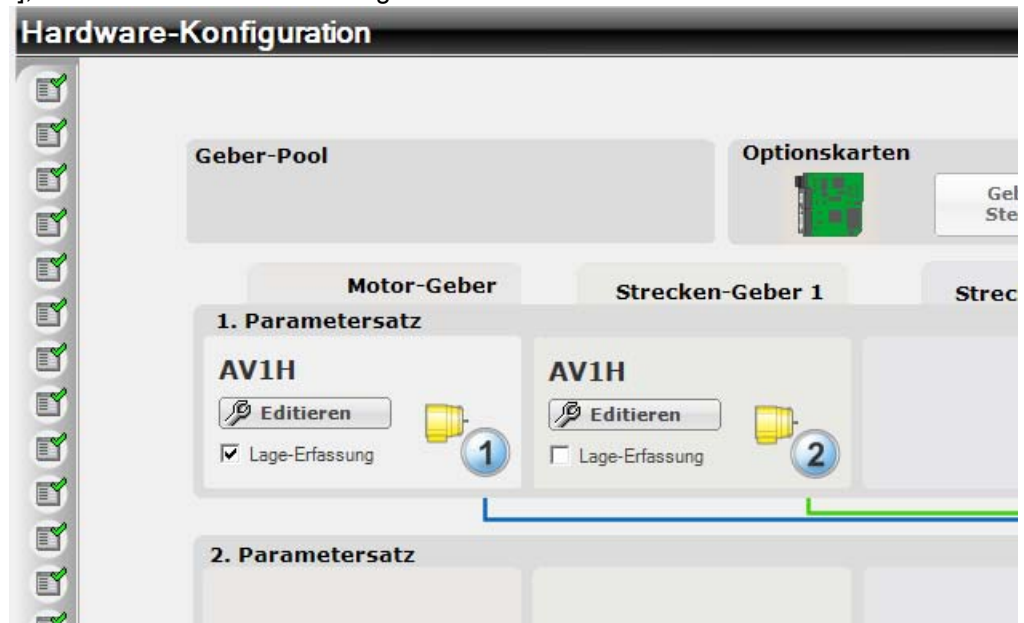 Hardware-Konfiguration
Geber-Pool
Optionskarten
Motor-Geber
Strecken-Geber 1
1. Parametersatz
AV1H
Editieren
Lage-Erfassung
1
AV1H
Editieren
Lage-Erfassung
2
2. Parametersatz